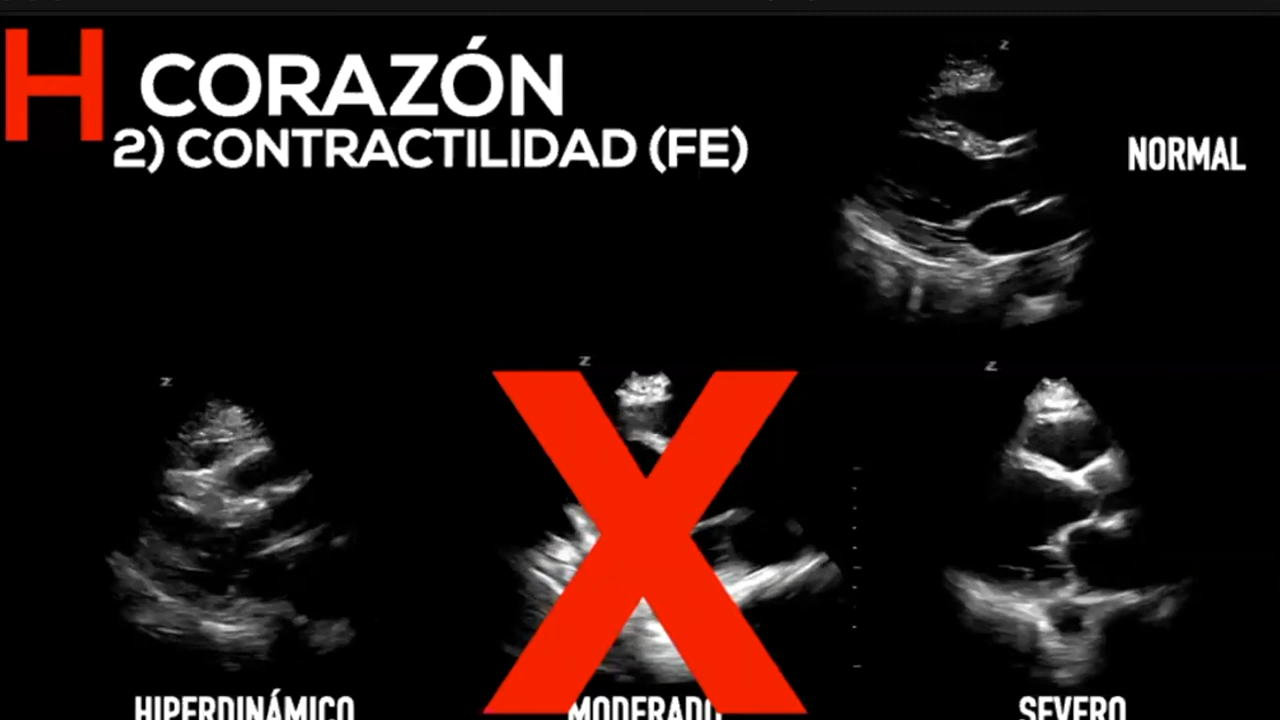 H CORAZÓN
2) CONTRACTILIDAD (FE)
Z
NORMAL
Z
Z
Z
X
HIPERDINÁMICO
MODERADO
SEVERO